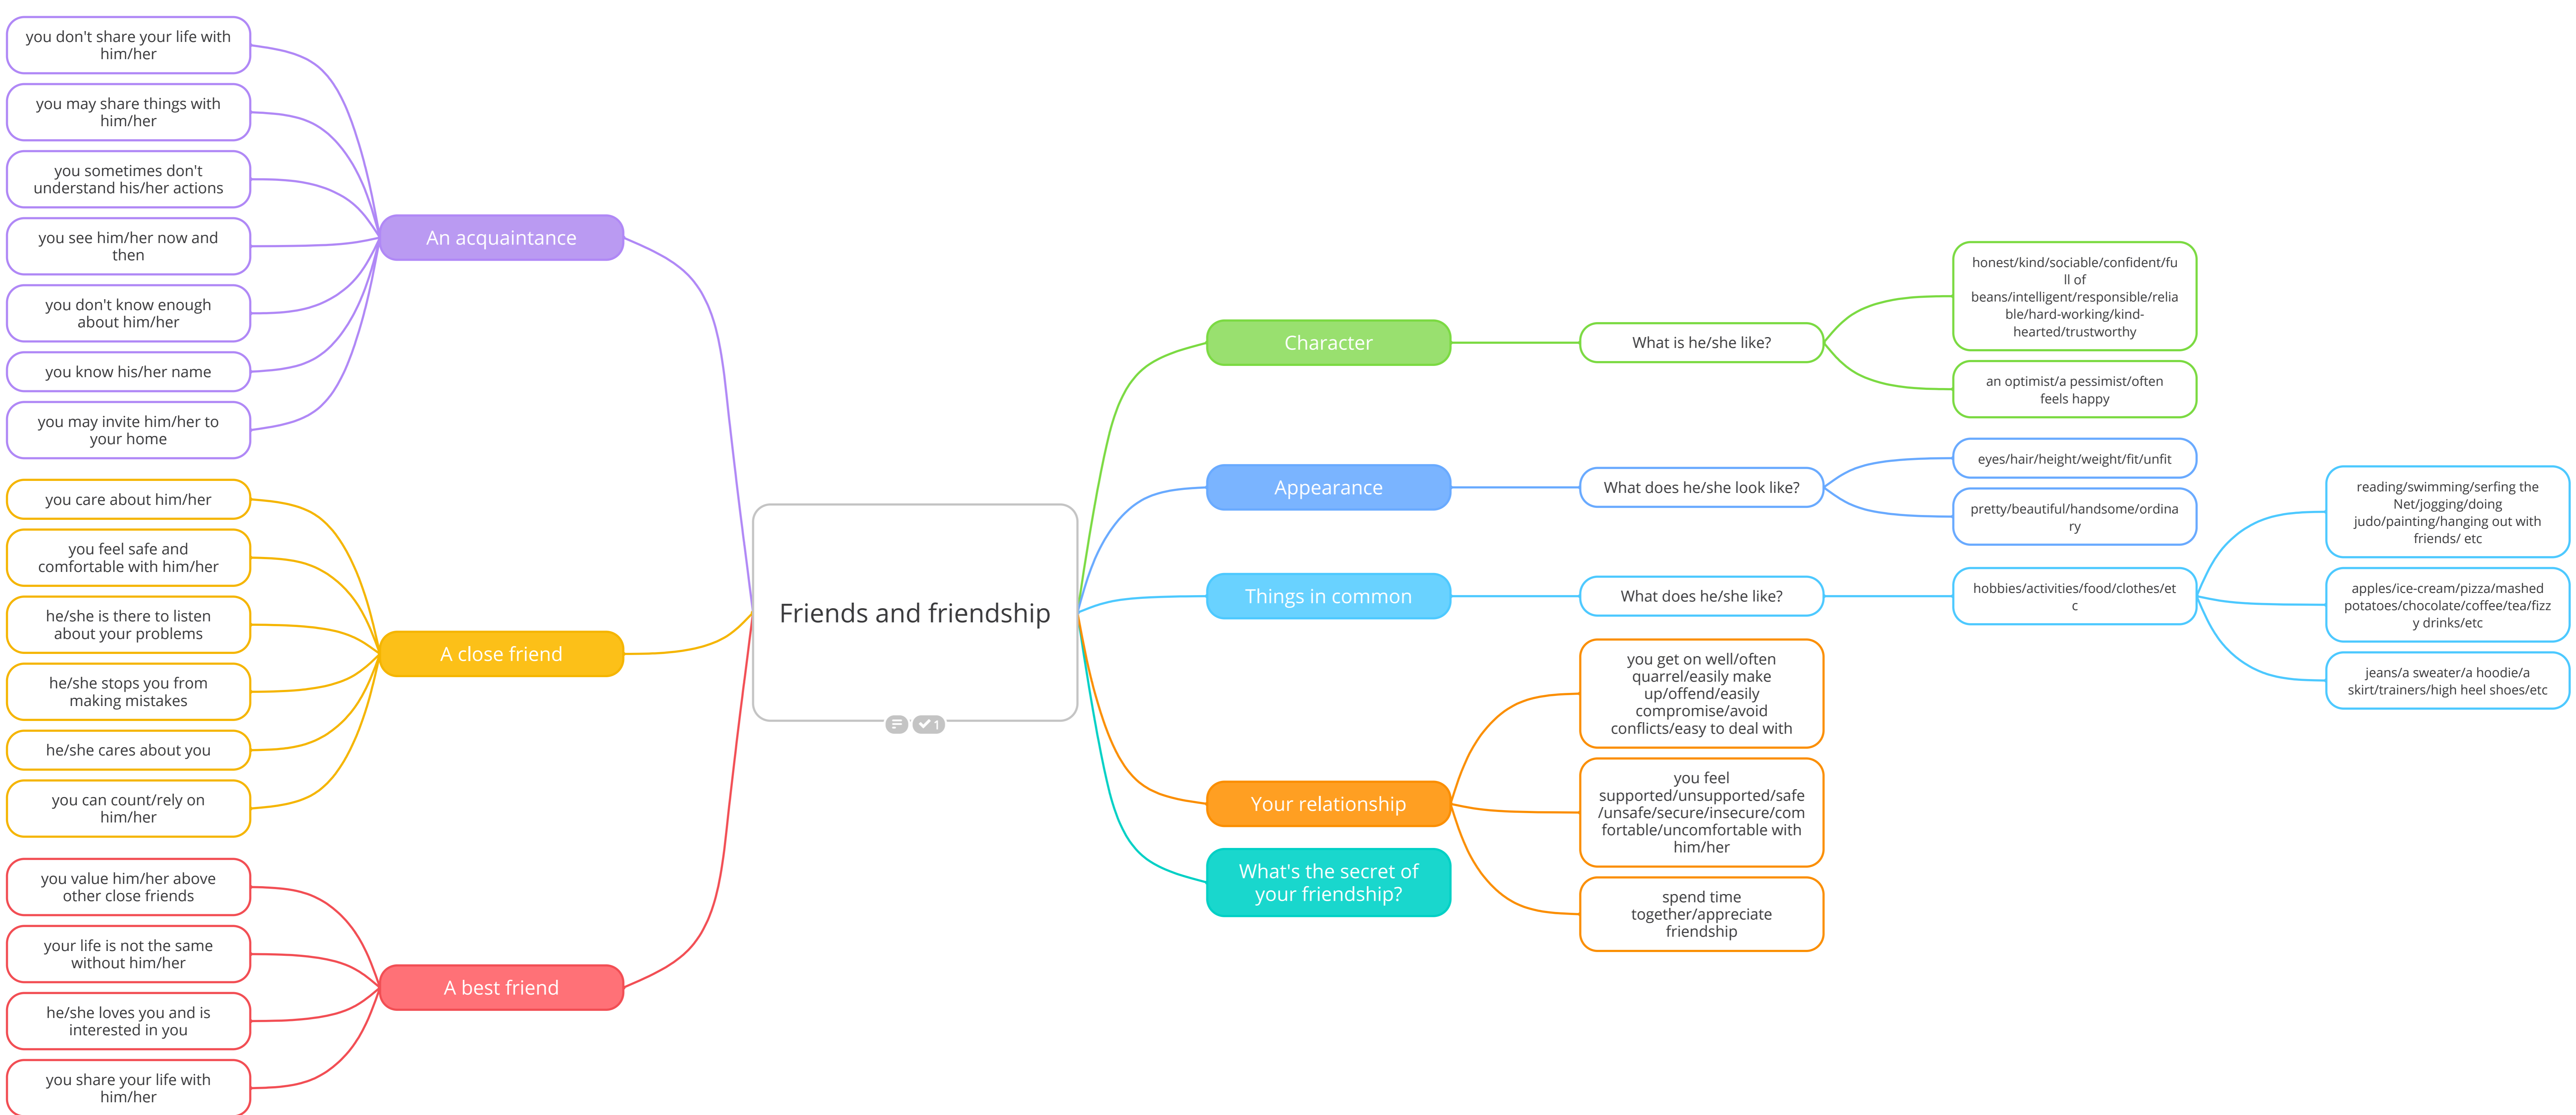 you don't share your life with
him/her
you may share things with
him/her
you sometimes don't
understand his/her actions
you see him/her now and
then
you don't know enough
about him/her
you know his/her name
you may invite him/her to
your home
An acquaintance
you care about him/her
you feel safe and
comfortable with him/her
he/she is there to listen
about your problems
he/she stops you from
making mistakes
he/she cares about you
you can count/rely on
him/her
A close friend
you value him/her above
other close friends
your life is not the same
without him/her
he/she loves you and is
interested in you
you share your life with
him/her
A best friend
Friends and friendship
1
Character
What is he/she like?
honest/kind/sociable/confident/fu
ll of
beans/intelligent/responsible/relia
ble/hard-working/kind-
hearted/trustworthy
an optimist/a pessimist/often
feels happy
Appearance
What does he/she look like?
eyes/hair/height/weight/fit/unfit
pretty/beautiful/handsome/ordina
ry
Things in common
What does he/she like?
hobbies/activities/food/clothes/et
c
reading/swimming/serfing the
Net/jogging/doing
judo/painting/hanging out with
friends/ etc
apples/ice-cream/pizza/mashed
potatoes/chocolate/coffee/tea/fizz
y drinks/etc
jeans/a sweater/a hoodie/a
skirt/trainers/high heel shoes/etc
Your relationship
you get on well/often
quarrel/easily make
up/offend/easily
compromise/avoid
conflicts/easy to deal with
you feel
supported/unsupported/safe
/unsafe/secure/insecure/com
fortable/uncomfortable with
him/her
spend time
together/appreciate
friendship
What's the secret of
your friendship?